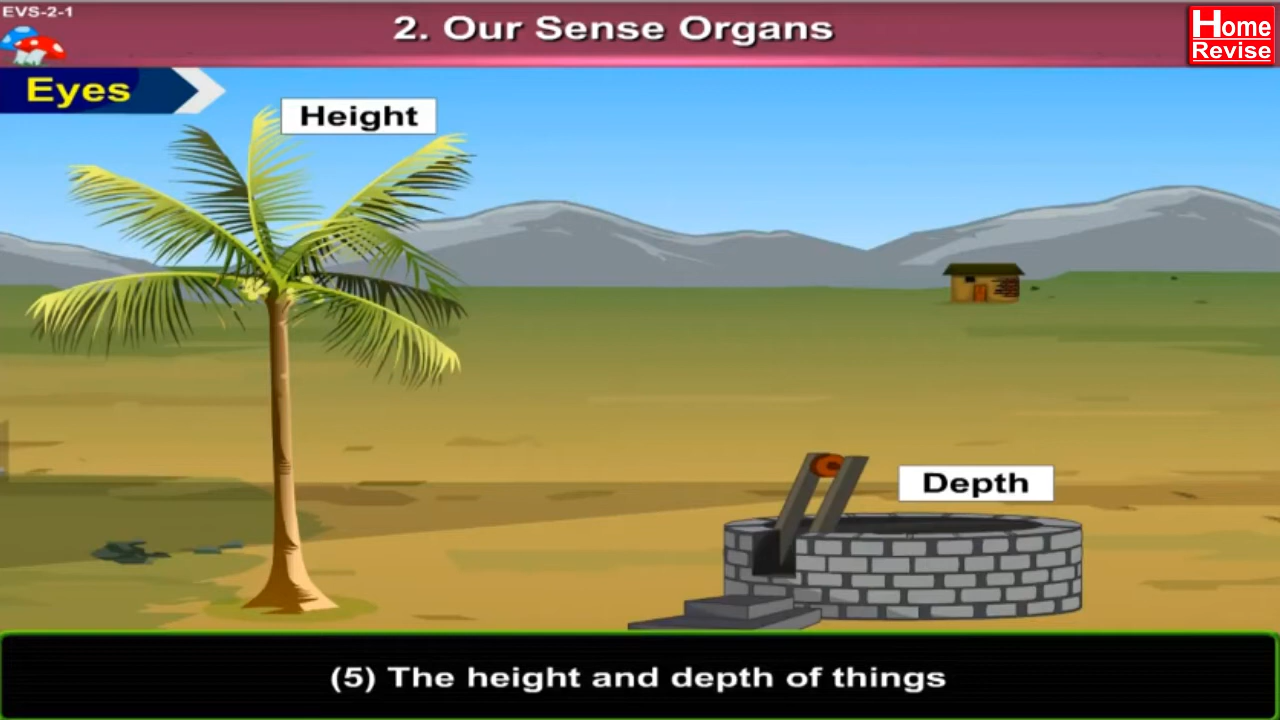 EVS-2-1
2. Our Sense Organs
Home
Revise
Eyes
Height
Depth
(5) The height and depth of things